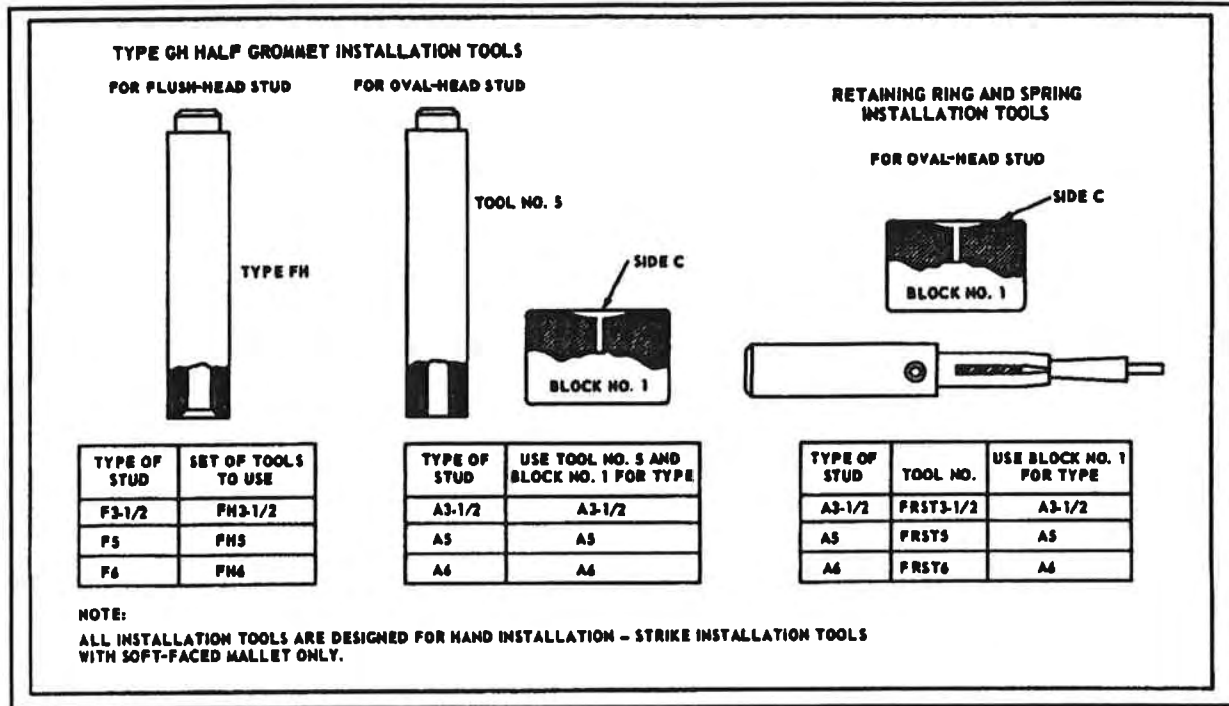 TYPE GH HALF GROMMET INSTALLATION TOOLS
FOR FLUSH-HEAD STUD
FOR OVAL-HEAD STUD
TYPE FH
TOOL NO. 5
SIDE C
BLOCK NO. 1
RETAINING RING AND SPRING
INSTALLATION TOOLS
FOR OVAL-HEAD STUD
SIDE C
BLOCK NO. 1
TYPE OF STUD SET OF TOOLS TO USE
F3-1/2 FH3-1/2
F5 FH5
F6 FH6
TYPE OF STUD USE TOOL NO. 5 AND BLOCK NO. 1 FOR TYPE
A3-1/2 A3-1/2
A5 A5
A6 A6
TYPE OF STUD TOOL NO. USE BLOCK NO. 1 FOR TYPE
A3-1/2 FRST3-1/2 A3-1/2
A5 FRST5 A5
A6 FRST6 A6
NOTE:
ALL INSTALLATION TOOLS ARE DESIGNED FOR HAND INSTALLATION – STRIKE INSTALLATION TOOLS
WITH SOFT-FACED MALLET ONLY.